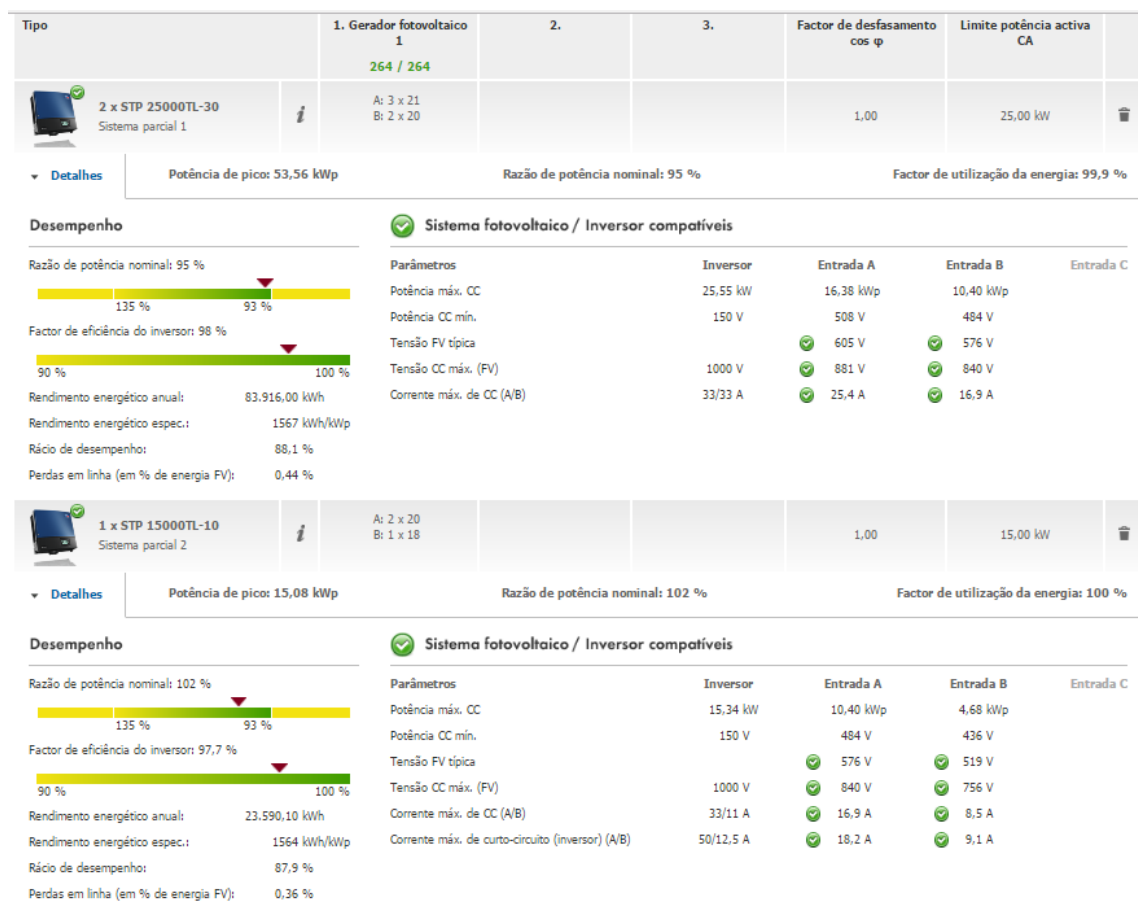 Tipo
1. Gerador fotovoltaico 1
2.
3.
Factor de desfasamento cos φ
Limite potência activa CA
264 / 264
2 x STP 25000TL-30
Sistema parcial 1
i
A: 3 x 21
B: 2 x 20
1,00
25,00 kW
Detalhes
Potência de pico: 53,56 kWp
Razão de potência nominal: 95 %
Factor de utilização da energia: 99,9 %
Desempenho
Razão de potência nominal: 95 %
135 %
93 %
Factor de eficiência do inversor: 98 %
90 %
100 %
Rendimento energético anual: 83.916,00 kWh
Rendimento energético espec.: 1567 kWh/kWp
Rácio de desempenho: 88,1 %
Perdas em linha (em % de energia FV): 0,44 %
Sistema fotovoltaico / Inversor compatíveis
Parâmetros Inversor Entrada A Entrada B Entrada C
Potência máx. CC 25,55 kW 16,38 kWp 10,40 kWp
Potência CC mín. 150 V 508 V 484 V
Tensão FV típica 605 V 576 V
Tensão CC máx. (FV) 1000 V 881 V 840 V
Corrente máx. de CC (A/B) 33/33 A 25,4 A 16,9 A
1 x STP 15000TL-10
Sistema parcial 2
i
A: 2 x 20
B: 1 x 18
1,00
15,00 kW
Detalhes
Potência de pico: 15,08 kWp
Razão de potência nominal: 102 %
Factor de utilização da energia: 100 %
Desempenho
Razão de potência nominal: 102 %
135 %
93 %
Factor de eficiência do inversor: 97,7 %
90 %
100 %
Rendimento energético anual: 23.590,10 kWh
Rendimento energético espec.: 1564 kWh/kWp
Rácio de desempenho: 87,9 %
Perdas em linha (em % de energia FV): 0,36 %
Sistema fotovoltaico / Inversor compatíveis
Parâmetros Inversor Entrada A Entrada B Entrada C
Potência máx. CC 15,34 kW 10,40 kWp 4,68 kWp
Potência CC mín. 150 V 484 V 436 V
Tensão FV típica 576 V 519 V
Tensão CC máx. (FV) 1000 V 840 V 756 V
Corrente máx. de CC (A/B) 33/11 A 16,9 A 8,5 A
Corrente máx. de curto-circuito (inversor) (A/B) 50/12,5 A 18,2 A 9,1 A